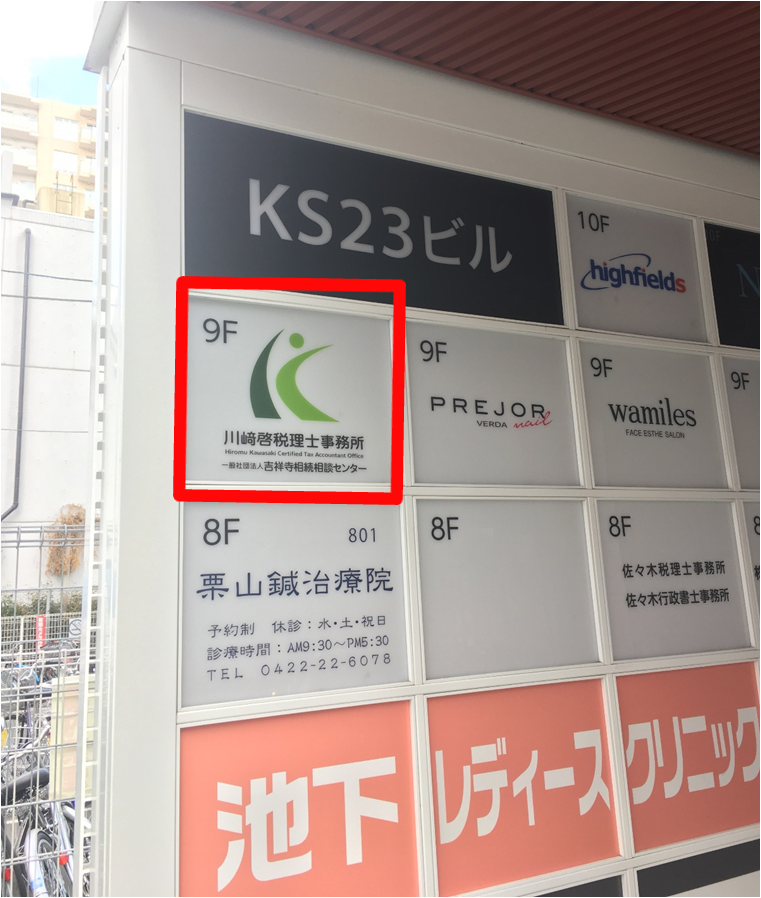 KS23ビル
10F
highfields
N
9F
川﨑啓税理士事務所
Hiromu Kawasaki Certified Tax Accountant Office
一般社団法人 吉祥寺相続相談センター
9F
PREJOR
VERDA nail
9F
wamiles
FACE ESTHE SALON
9F
8F 801
栗山鍼治療院
予約制 休診:水・土・祝日
診療時間:AM9:30〜PM5:30
TEL 0422-22-6078
8F
8F
佐々木税理士事務所
佐々木行政書士事務所
8
池下 レディース クリニック